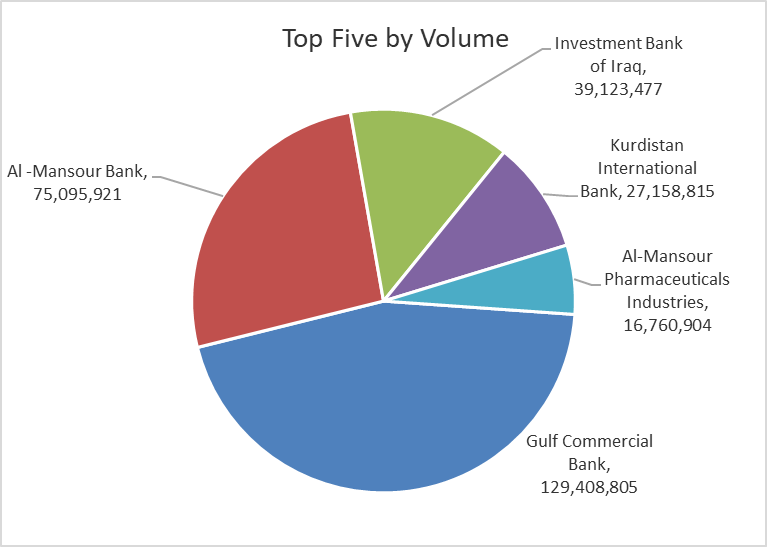 Top Five by Volume
Investment Bank
of Iraq,
39,123,477
Kurdistan
International
Bank, 27,158,815
Al -Mansour Bank,
75,095,921
Al-Mansour
Pharmaceuticals
Industries,
16,760,904
Gulf Commercial
Bank,
129,408,805